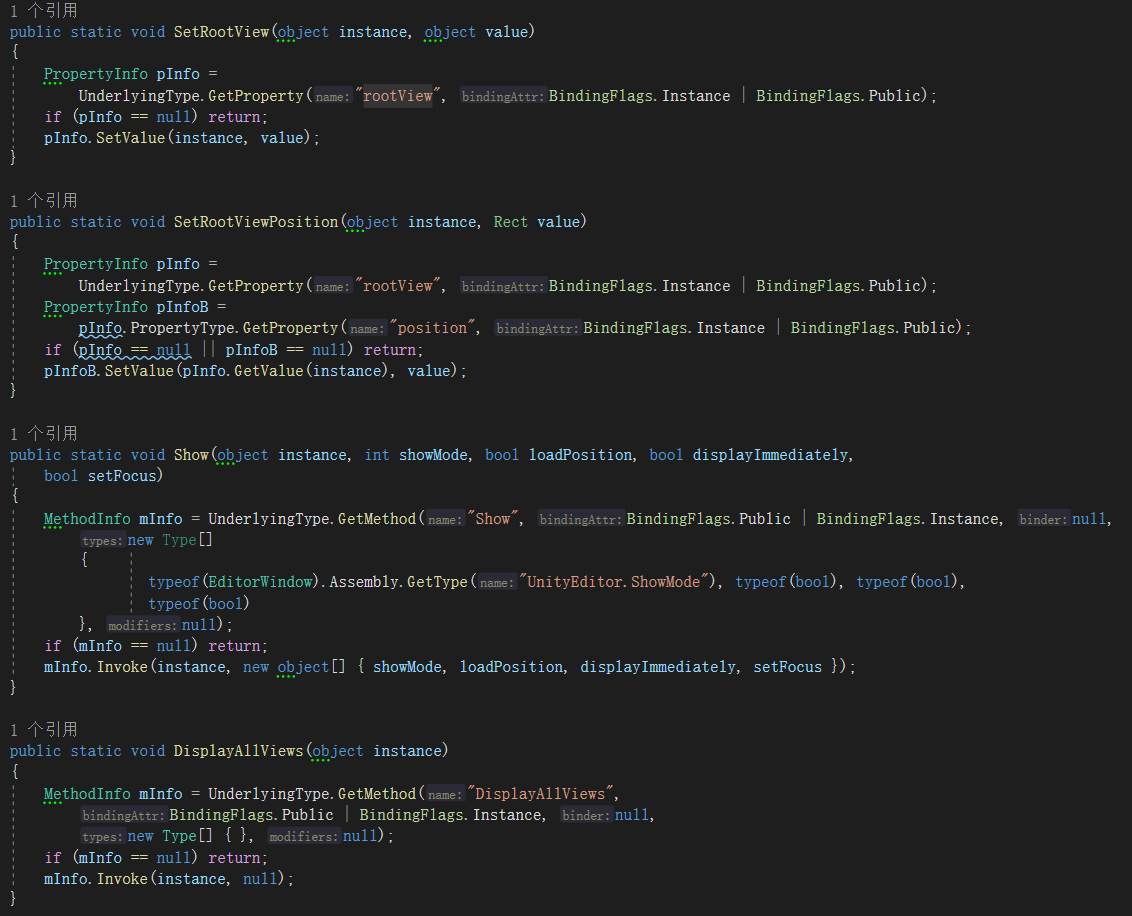 1 个引用
public static void SetRootView(object instance, object value)
{
PropertyInfo pInfo =
UnderlyingType.GetProperty(name:"rootView", bindingAttr:BindingFlags.Instance | BindingFlags.Public);
if (pInfo == null) return;
pInfo.SetValue(instance, value);
}
1 个引用
public static void SetRootViewPosition(object instance, Rect value)
{
PropertyInfo pInfo =
UnderlyingType.GetProperty(name:"rootView", bindingAttr:BindingFlags.Instance | BindingFlags.Public);
PropertyInfo pInfoB =
pInfo.PropertyType.GetProperty(name:"position", bindingAttr:BindingFlags.Instance | BindingFlags.Public);
if (pInfo == null || pInfoB == null) return;
pInfoB.SetValue(pInfo.GetValue(instance), value);
}
1 个引用
public static void Show(object instance, int showMode, bool loadPosition, bool displayImmediately,
bool setFocus)
{
MethodInfo mInfo = UnderlyingType.GetMethod(name:"Show", bindingAttr:BindingFlags.Public | BindingFlags.Instance, binder:null,
types:new Type[]
{
typeof(EditorWindow).Assembly.GetType(name:"UnityEditor.ShowMode"), typeof(bool), typeof(bool),
typeof(bool)
}, modifiers:null);
if (mInfo == null) return;
mInfo.Invoke(instance, new object[] { showMode, loadPosition, displayImmediately, setFocus });
}
1 个引用
public static void DisplayAllViews(object instance)
{
MethodInfo mInfo = UnderlyingType.GetMethod(name:"DisplayAllViews",
bindingAttr:BindingFlags.Public | BindingFlags.Instance, binder:null,
types:new Type[] { }, modifiers:null);
if (mInfo == null) return;
mInfo.Invoke(instance, null);
}